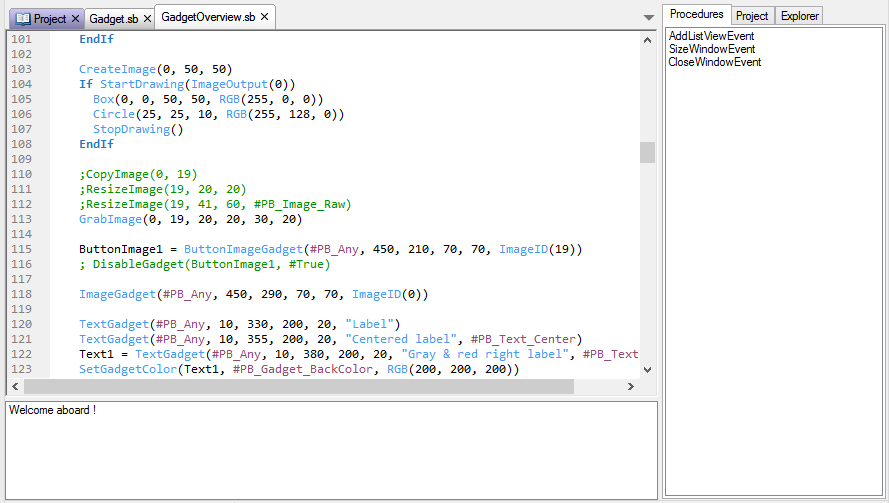 Project Gadget.sb GadgetOverview.sb
Procedures Project Explorer
101 EndIf
102
103 CreateImage(0, 50, 50)
104 If StartDrawing(ImageOutput(0))
105 Box(0, 0, 50, 50, RGB(255, 0, 0))
106 Circle(25, 25, 10, RGB(255, 128, 0))
107 StopDrawing()
108 EndIf
109
110 ;CopyImage(0, 19)
111 ;ResizeImage(19, 20, 20)
112 ;ResizeImage(19, 41, 60, #PB_Image_Raw)
113 GrabImage(0, 19, 20, 20, 30, 20)
114
115 ButtonImage1 = ButtonImageGadget(#PB_Any, 450, 210, 70, 70, ImageID(19))
116 ; DisableGadget(ButtonImage1, #True)
117
118 ImageGadget(#PB_Any, 450, 290, 70, 70, ImageID(0))
119
120 TextGadget(#PB_Any, 10, 330, 200, 20, "Label")
121 TextGadget(#PB_Any, 10, 355, 200, 20, "Centered label", #PB_Text_Center)
122 Text1 = TextGadget(#PB_Any, 10, 380, 200, 20, "Gray & red right label", #PB_Text
123 SetGadgetColor(Text1, #PB_Gadget_BackColor, RGB(200, 200, 200))
AddListViewEvent
SizeWindowEvent
CloseWindowEvent
Welcome aboard !